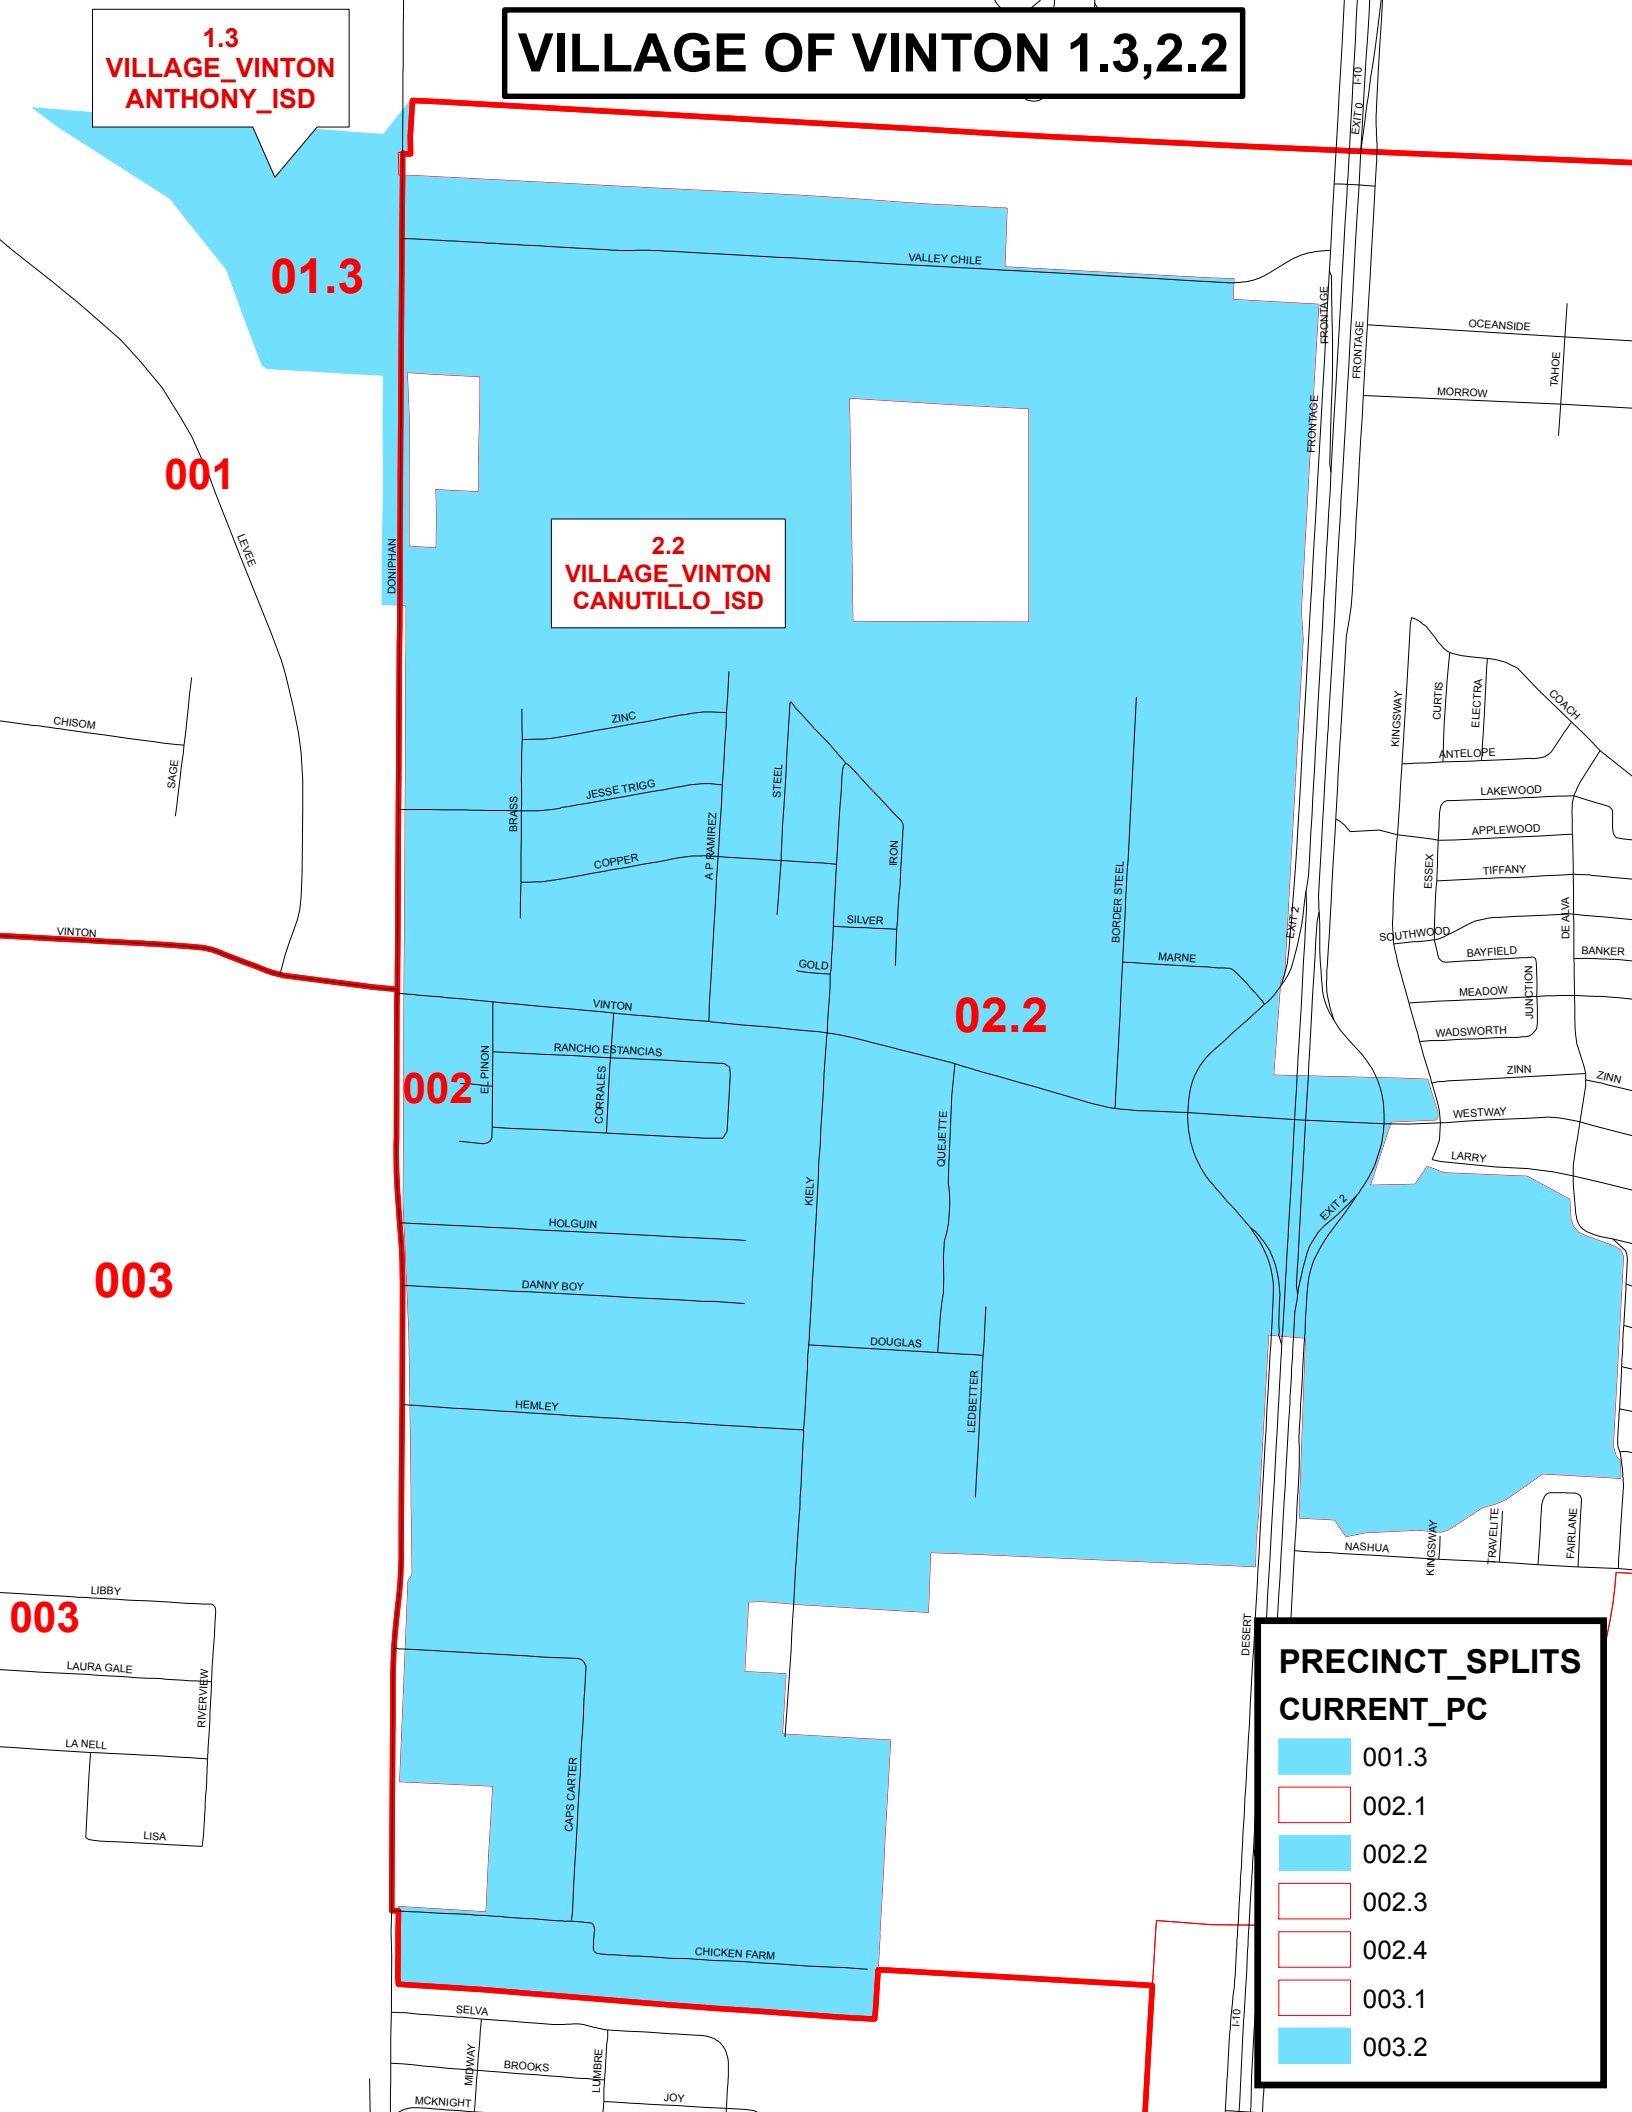 1.3
VILLAGE_VINTON
ANTHONY_ISD
VILLAGE OF VINTON 1.3,2.2
I-10
EXIT 0
01.3
VALLEY CHILE
FRONTAGE
FRONTAGE
FRONTAGE
OCEANSIDE
TAHOE
MORROW
001
LEVEE
DONIPHAN
2.2
VILLAGE_VINTON
CANUTILLO_ISD
CHISOM
SAGE
ZINC
JESSE TRIGG
BRASS
COPPER
A P RAMIREZ
STEEL
IRON
SILVER
GOLD
BORDER STEEL
MARNE
EXIT 2
KINGSWAY
CURTIS
ELECTRA
COACH
ANTELOPE
LAKEWOOD
APPLEWOOD
ESSEX
TIFFANY
DE ALVA
SOUTHWOOD
BAYFIELD
BANKER
MEADOW
JUNCTION
WADSWORTH
ZINN
ZINN
WESTWAY
LARRY
VINTON
VINTON
02.2
RANCHO ESTANCIAS
EL PINON
CORRALES
002
QUEJETTE
KIELY
EXIT 2
HOLGUIN
DANNY BOY
003
DOUGLAS
LEDBETTER
HEMLEY
NASHUA
KINGSWAY
TRAVELITE
FAIRLANE
LIBBY
003
LAURA GALE
RIVERVIEW
LA NELL
LISA
DESERT
CAPS CARTER
CHICKEN FARM
SELVA
MIDWAY
BROOKS
LUMBRE
MCKNIGHT
JOY
I-10
PRECINCT_SPLITS
CURRENT_PC
001.3
002.1
002.2
002.3
002.4
003.1
003.2